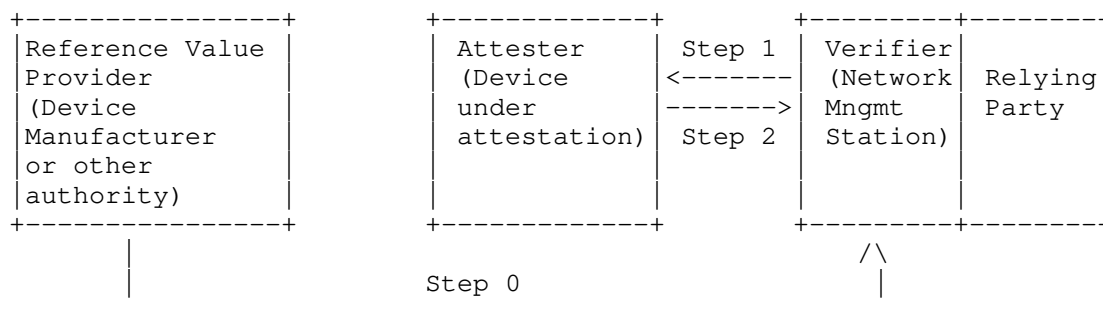 +-----------------+        +-------------+         +---------+--------
|Reference Value  |        | Attester    | Step 1  | Verifier|
|Provider         |        | (Device     |<-------| (Network| Relying
|(Device          |        | under       |------->| Mngmt   | Party
|Manufacturer     |        | attestation)| Step 2  | Station)|
|or other         |        |             |         |         |
|authority)       |        |             |         |         |
+-----------------+        +-------------+         +---------+--------
       |                                               /\
       |                   Step 0                       |